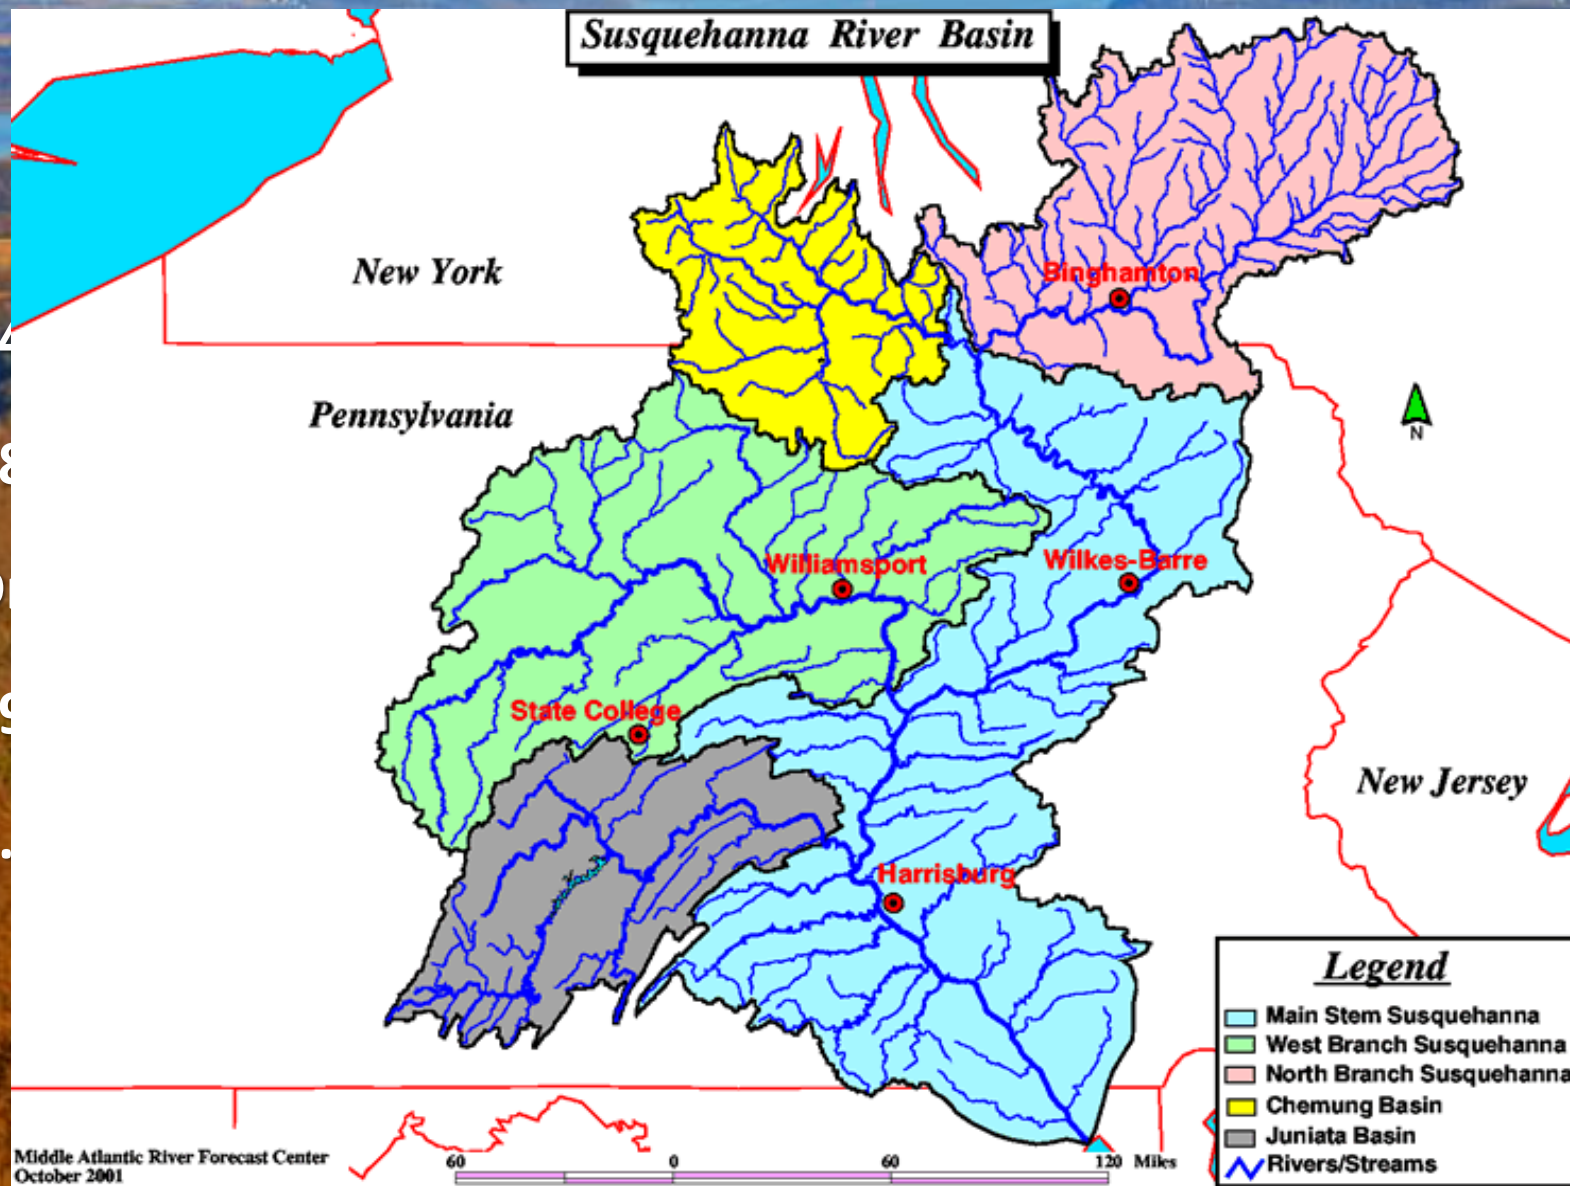 Susquehanna River Basin
New York
Binghamton
Pennsylvania
N
Williamsport
Wilkes-Barre
State College
New Jersey
Harrisburg
Legend
Main Stem Susquehanna
West Branch Susquehanna
North Branch Susquehanna
Chemung Basin
Juniata Basin
Rivers/Streams
Middle Atlantic River Forecast Center
October 2001
60 0 60 120 Miles